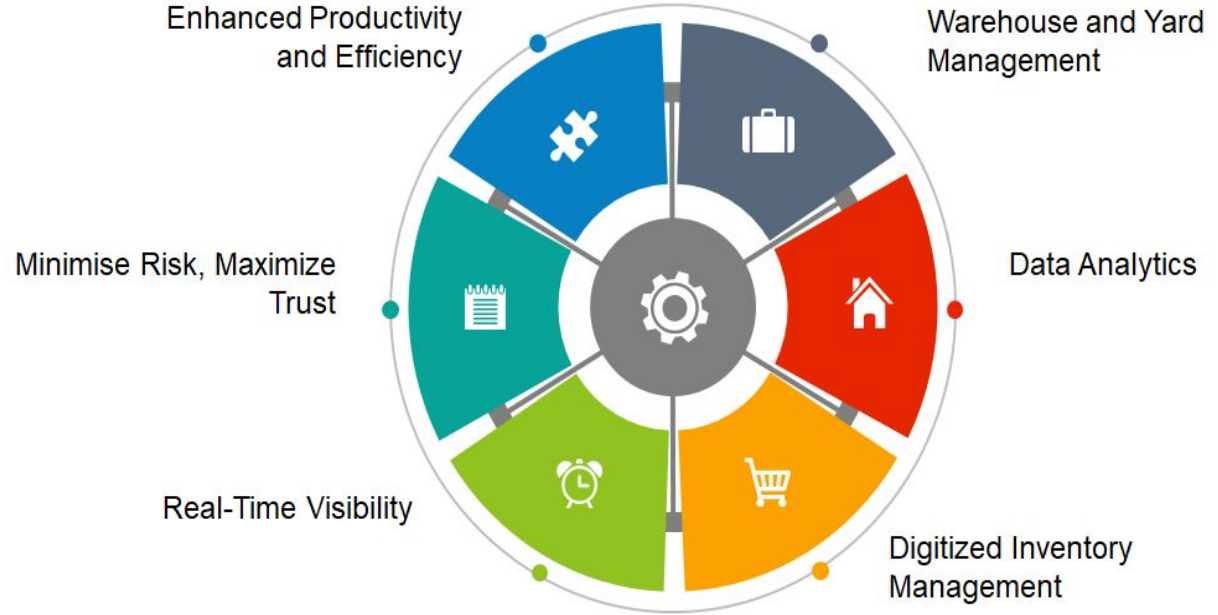 Enhanced Productivity
and Efficiency
Warehouse and Yard
Management
Minimise Risk, Maximize
Trust
Data Analytics
Real-Time Visibility
Digitized Inventory
Management